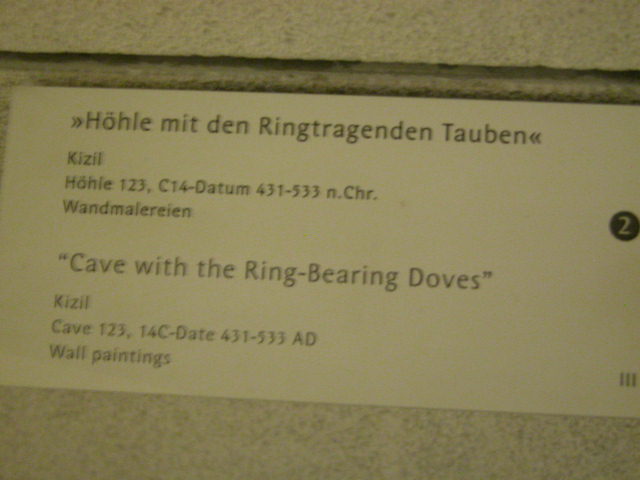 »Höhle mit den Ringtragenden Tauben«
Kizil
Höhle 123, C14-Datum 431-533 n.Chr.
Wandmalereien
2
“Cave with the Ring-Bearing Doves”
Kizil
Cave 123, 14C-Date 431-533 AD
Wall paintings
III